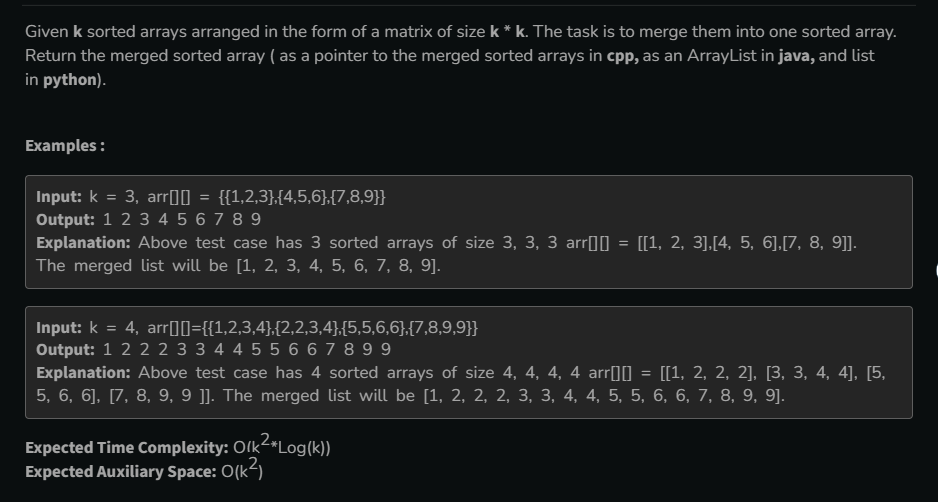 Given k sorted arrays arranged in the form of a matrix of size k * k. The task is to merge them into one sorted array.
Return the merged sorted array ( as a pointer to the merged sorted arrays in cpp, as an ArrayList in java, and list
in python).
Examples :
Input: k = 3, arr[][] = {{1,2,3},{4,5,6},{7,8,9}}
Output: 1 2 3 4 5 6 7 8 9
Explanation: Above test case has 3 sorted arrays of size 3, 3, 3 arr[][] = [[1, 2, 3],[4, 5, 6],[7, 8, 9]].
The merged list will be [1, 2, 3, 4, 5, 6, 7, 8, 9].
Input: k = 4, arr[][]={{1,2,3,4},{2,2,3,4},{5,5,6,6},{7,8,9,9}}
Output: 1 2 2 2 3 3 4 4 5 5 6 6 7 8 9 9
Explanation: Above test case has 4 sorted arrays of size 4, 4, 4, 4 arr[][] = [[1, 2, 2, 2], [3, 3, 4, 4], [5,
5, 6, 6], [7, 8, 9, 9 ]]. The merged list will be [1, 2, 2, 2, 3, 3, 4, 4, 5, 5, 6, 6, 7, 8, 9, 9].
Expected Time Complexity: O(k²*Log(k))
Expected Auxiliary Space: O(k²)